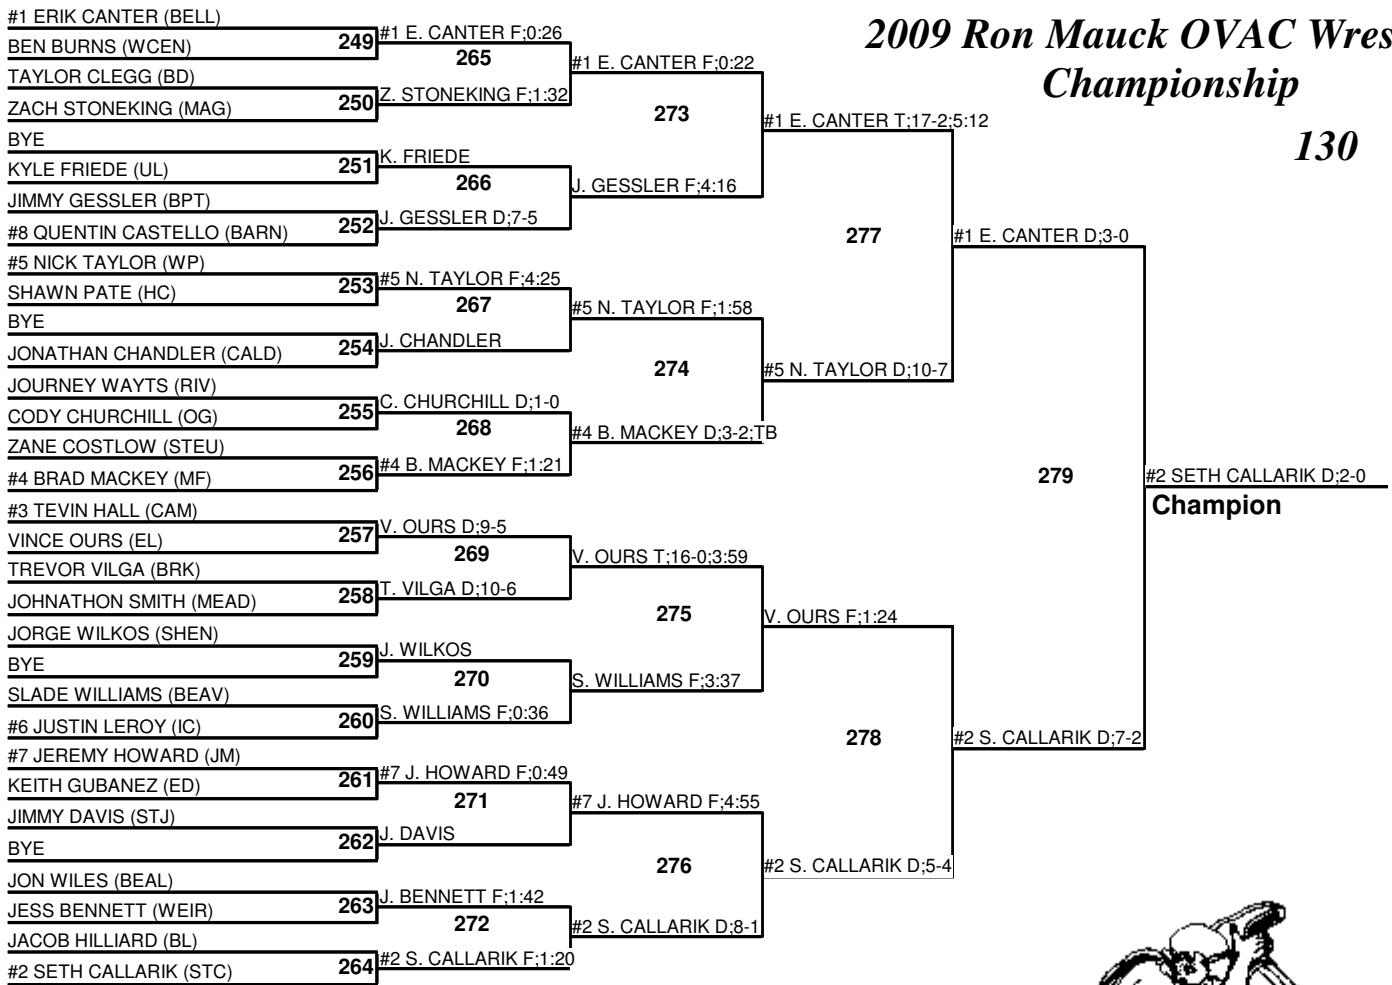 2009 Ron Mauck OVAC Wres
Championship
130
#1 ERIK CANTER (BELL)
BEN BURNS (WCEN)
TAYLOR CLEGG (BD)
ZACH STONEKING (MAG)
BYE
KYLE FRIEDE (UL)
JIMMY GESSLER (BPT)
#8 QUENTIN CASTELLO (BARN)
#5 NICK TAYLOR (WP)
SHAWN PATE (HC)
BYE
JONATHAN CHANDLER (CALD)
JOURNEY WAYTS (RIV)
CODY CHURCHILL (OG)
ZANE COSTLOW (STEU)
#4 BRAD MACKEY (MF)
#3 TEVIN HALL (CAM)
VINCE OURS (EL)
TREVOR VILGA (BRK)
JOHNATHON SMITH (MEAD)
JORGE WILKOS (SHEN)
BYE
SLADE WILLIAMS (BEAV)
#6 JUSTIN LEROY (IC)
#7 JEREMY HOWARD (JM)
KEITH GUBANEZ (ED)
JIMMY DAVIS (STJ)
BYE
JON WILES (BEAL)
JESS BENNETT (WEIR)
JACOB HILLIARD (BL)
#2 SETH CALLARIK (STC)
249
250
251
252
253
254
255
256
257
258
259
260
261
262
263
264
#1 E. CANTER F;0:26
265
Z. STONEKING F;1:32
K. FRIEDE
266
J. GESSLER D;7-5
#5 N. TAYLOR F;4:25
267
J. CHANDLER
C. CHURCHILL D;1-0
268
#4 B. MACKEY F;1:21
V. OURS D;9-5
269
T. VILGA D;10-6
J. WILKOS
270
S. WILLIAMS F;0:36
#7 J. HOWARD F;0:49
271
J. DAVIS
J. BENNETT F;1:42
272
#2 S. CALLARIK F;1:20
#1 E. CANTER F;0:22
273
J. GESSLER F;4:16
#5 N. TAYLOR F;1:58
274
#4 B. MACKEY D;3-2;TB
V. OURS T;16-0;3:59
275
S. WILLIAMS F;3:37
#7 J. HOWARD F;4:55
276
#2 S. CALLARIK D;8-1
#1 E. CANTER T;17-2;5:12
277
#5 N. TAYLOR D;10-7
V. OURS F;1:24
278
#2 S. CALLARIK D;5-4
#1 E. CANTER D;3-0
279
#2 S. CALLARIK D;7-2
#2 SETH CALLARIK D;2-0
Champion